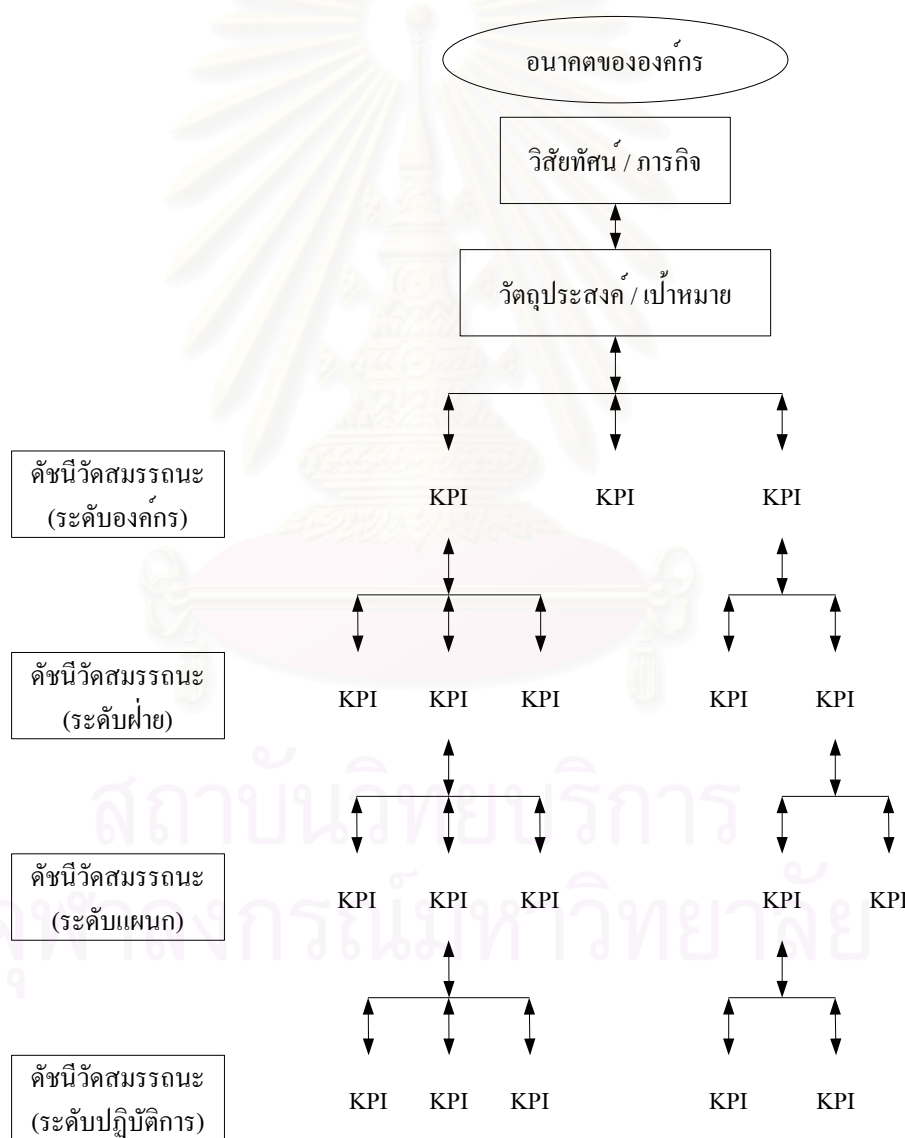 อนาคตขององค์กร
วิสัยทัศน์ / ภารกิจ
วัตถุประสงค์ / เป้าหมาย
ดัชนีวัดสมรรถนะ
(ระดับองค์กร)
KPI KPI KPI
ดัชนีวัดสมรรถนะ
(ระดับฝ่าย)
KPI KPI KPI KPI KPI
สถาบันวิทยบริการ
ดัชนีวัดสมรรถนะ
(ระดับแผนก)
KPI KPI KPI KPI KPI
จุฬาลงกรณ์มหาวิทยาลัย
ดัชนีวัดสมรรถนะ
(ระดับปฏิบัติการ)
KPI KPI KPI KPI KPI